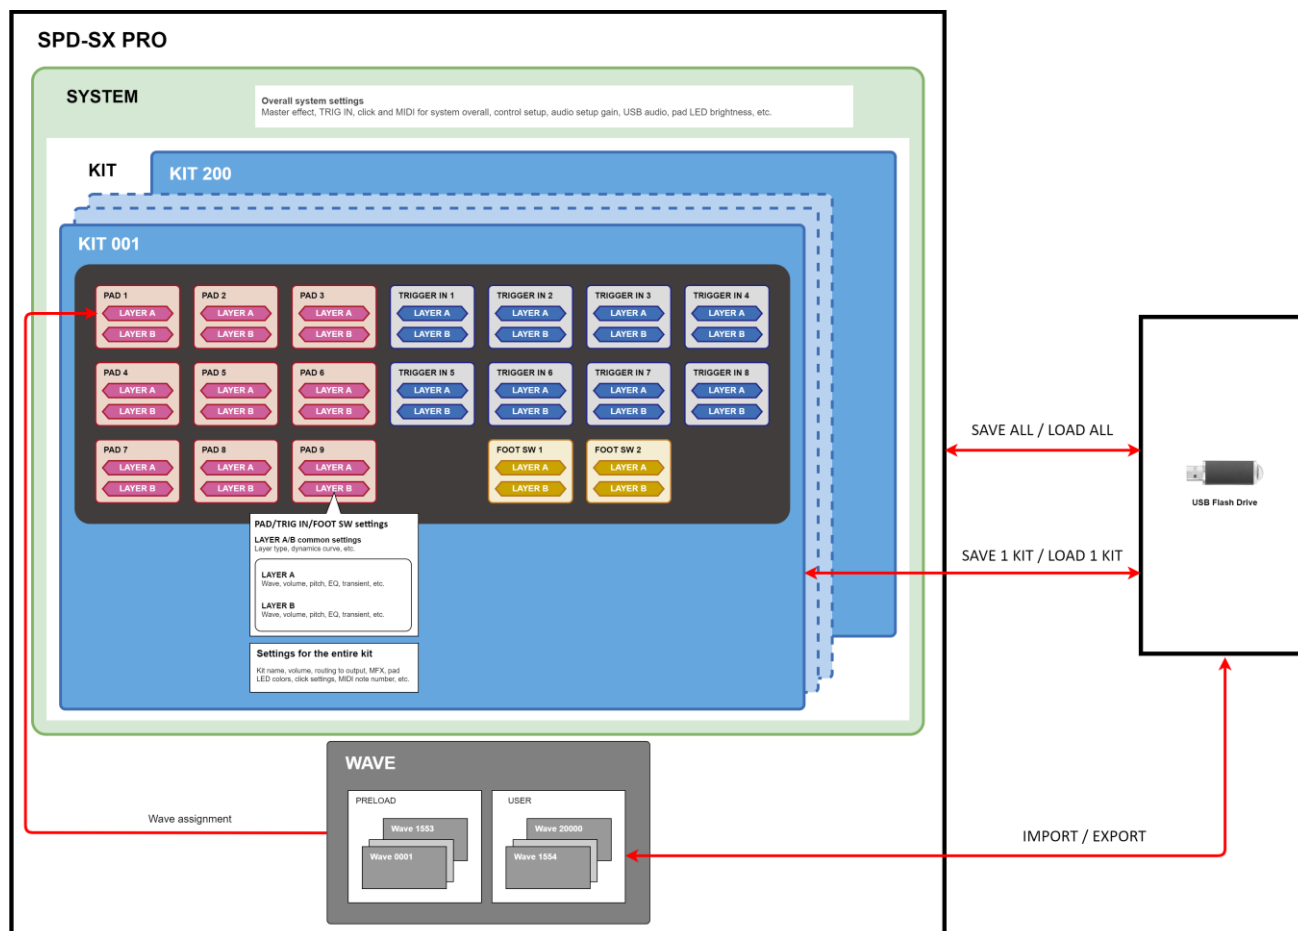 SPD-SX PRO
SYSTEM
Overall system settings
Master effect, TRIG IN, click and MIDI for system overall, control setup, audio setup gain, USB audio, pad LED brightness, etc.
KIT
KIT 200
KIT 001
PAD 1
LAYER A
LAYER B
PAD 2
LAYER A
LAYER B
PAD 3
LAYER A
LAYER B
TRIGGER IN 1
LAYER A
LAYER B
TRIGGER IN 2
LAYER A
LAYER B
TRIGGER IN 3
LAYER A
LAYER B
TRIGGER IN 4
LAYER A
LAYER B
PAD 4
LAYER A
LAYER B
PAD 5
LAYER A
LAYER B
PAD 6
LAYER A
LAYER B
TRIGGER IN 5
LAYER A
LAYER B
TRIGGER IN 6
LAYER A
LAYER B
TRIGGER IN 7
LAYER A
LAYER B
TRIGGER IN 8
LAYER A
LAYER B
PAD 7
LAYER A
LAYER B
PAD 8
LAYER A
LAYER B
PAD 9
LAYER A
LAYER B
FOOT SW 1
LAYER A
LAYER B
FOOT SW 2
LAYER A
LAYER B
PAD/TRIG IN/FOOT SW settings
LAYER A/B common settings
Layer type, dynamics curve, etc.
LAYER A
Wave, volume, pitch, EQ, transient, etc.
LAYER B
Wave, volume, pitch, EQ, transient, etc.
Settings for the entire kit
Kit name, volume, routing to output, MFX, pad
LED colors, click settings, MIDI note number, etc.
SAVE ALL / LOAD ALL
USB Flash Drive
SAVE 1 KIT / LOAD 1 KIT
WAVE
PRELOAD
Wave 1553
Wave 0001
USER
Wave 20000
Wave 1554
Wave assignment
IMPORT / EXPORT